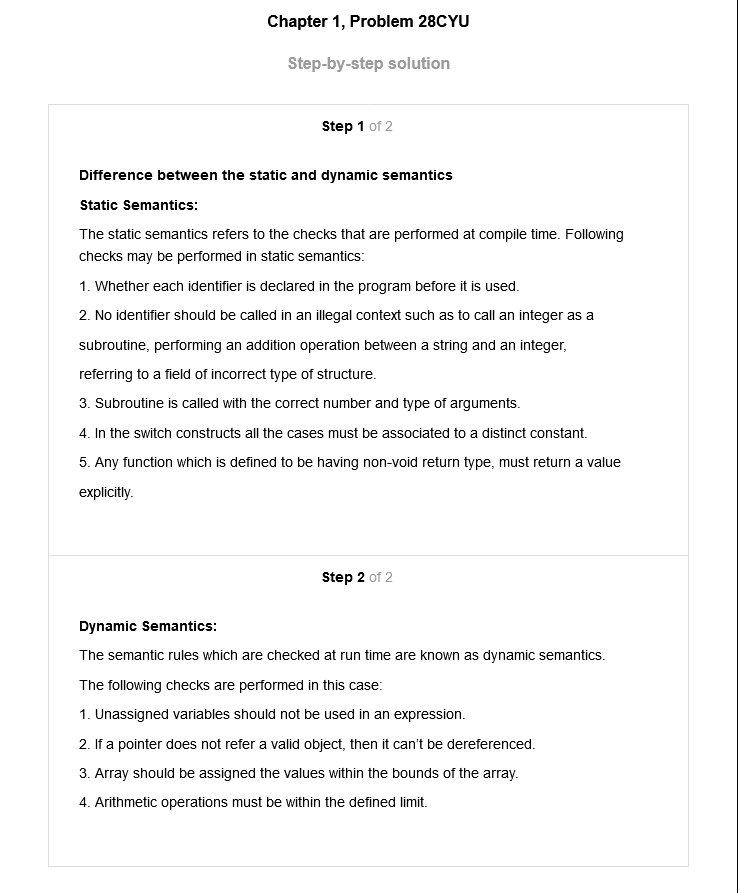 Chapter 1, Problem 28CYU
Step-by-step solution
Step 1 of 2
Difference between the static and dynamic semantics
Static Semantics:
The static semantics refers to the checks that are performed at compile time. Following
checks may be performed in static semantics:
1. Whether each identifier is declared in the program before it is used.
2. No identifier should be called in an illegal context such as to call an integer as a
subroutine, performing an addition operation between a string and an integer,
referring to a field of incorrect type of structure.
3. Subroutine is called with the correct number and type of arguments.
4. In the switch constructs all the cases must be associated to a distinct constant.
5. Any function which is defined to be having non-void return type, must return a value
explicitly.
Step 2 of 2
Dynamic Semantics:
The semantic rules which are checked at run time are known as dynamic semantics.
The following checks are performed in this case:
1. Unassigned variables should not be used in an expression.
2. If a pointer does not refer a valid object, then it can’t be dereferenced.
3. Array should be assigned the values within the bounds of the array.
4. Arithmetic operations must be within the defined limit.